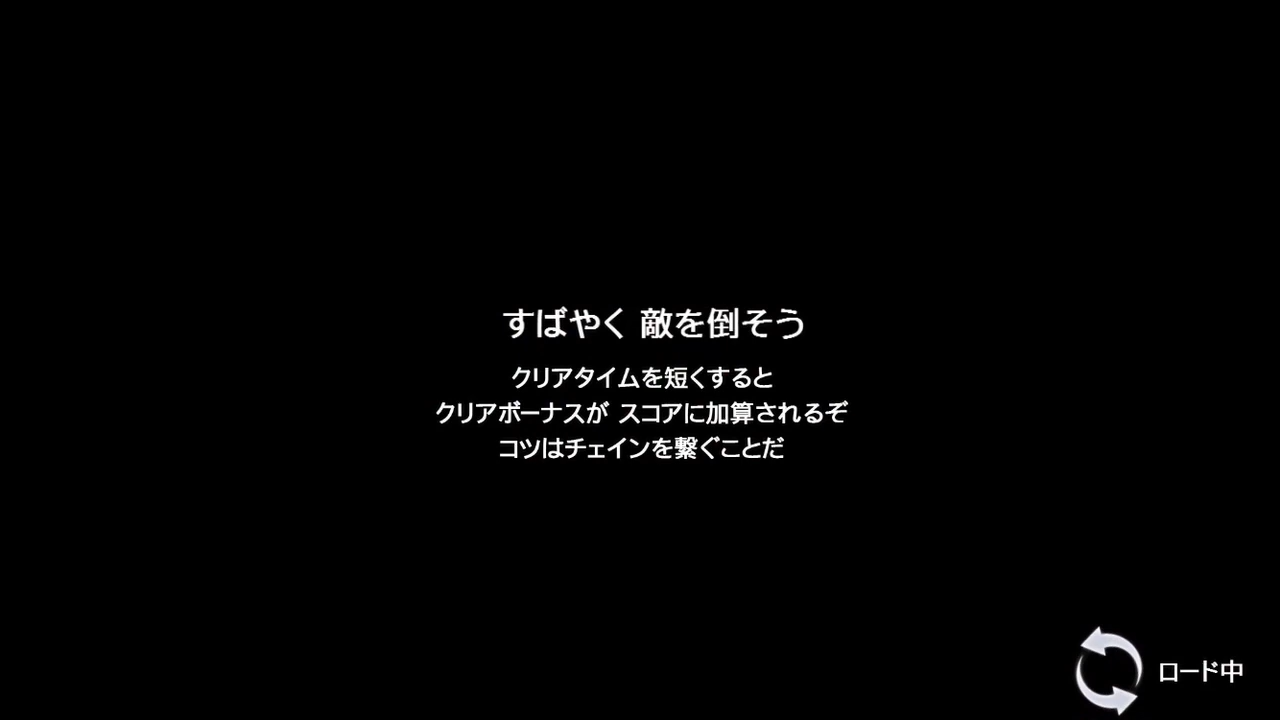 すばやく 敵を倒そう
クリアタイムを短くすると
クリアボーナスが スコアに加算されるぞ
コツはチェインを繋ぐことだ
ロード中